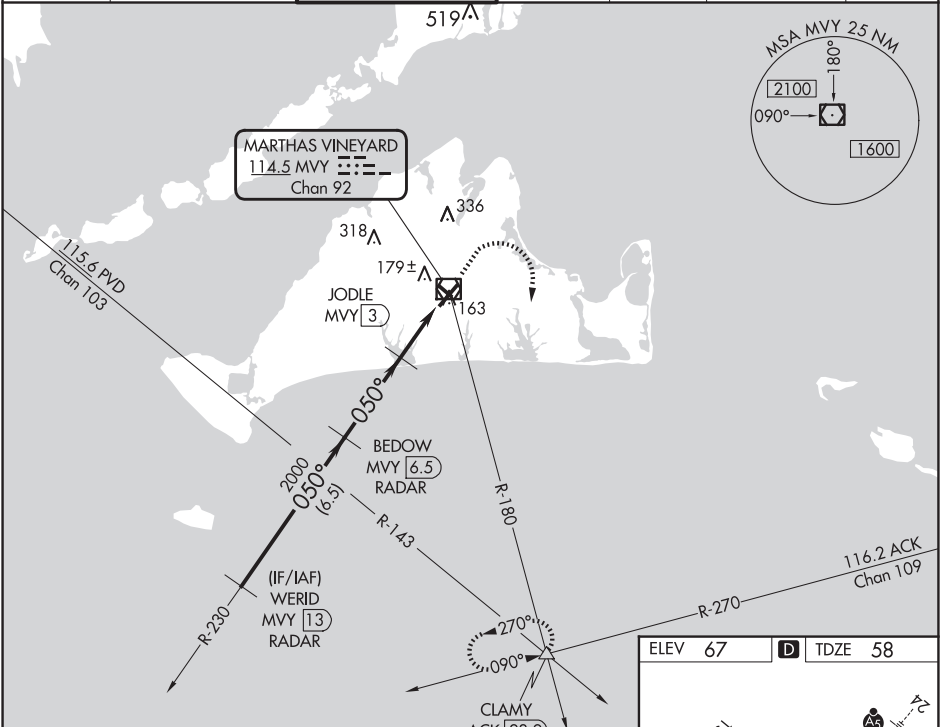 519
MSA MVY 25 NM
180°
2100
090°
1600
MARTHAS VINEYARD
114.5 MVY
Chan 92
336
318
179±
163
115.6 PVD
Chan 103
JODLE
MVY 3
050°
BEDOW
MVY 6.5
RADAR
2000
050°
(6.5)
R-143
R-180
116.2 ACK
Chan 109
R-270
(IF/IAF)
WERID
MVY 13
RADAR
R-230
270°
090°
CLAMY
ELEV 67
D
TDZE 58
24
A5